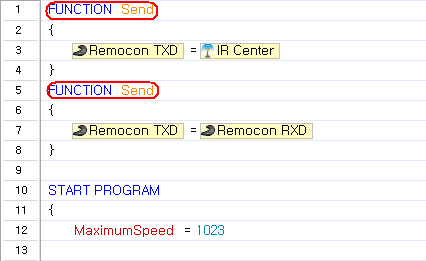 1 FUNCTION Send
2 {
3 Remocon TXD = IR Center
4 }
5 FUNCTION Send
6 {
7 Remocon TXD = Remocon RXD
8 }
9
10 START PROGRAM
11 {
12 MaximumSpeed = 1023
13